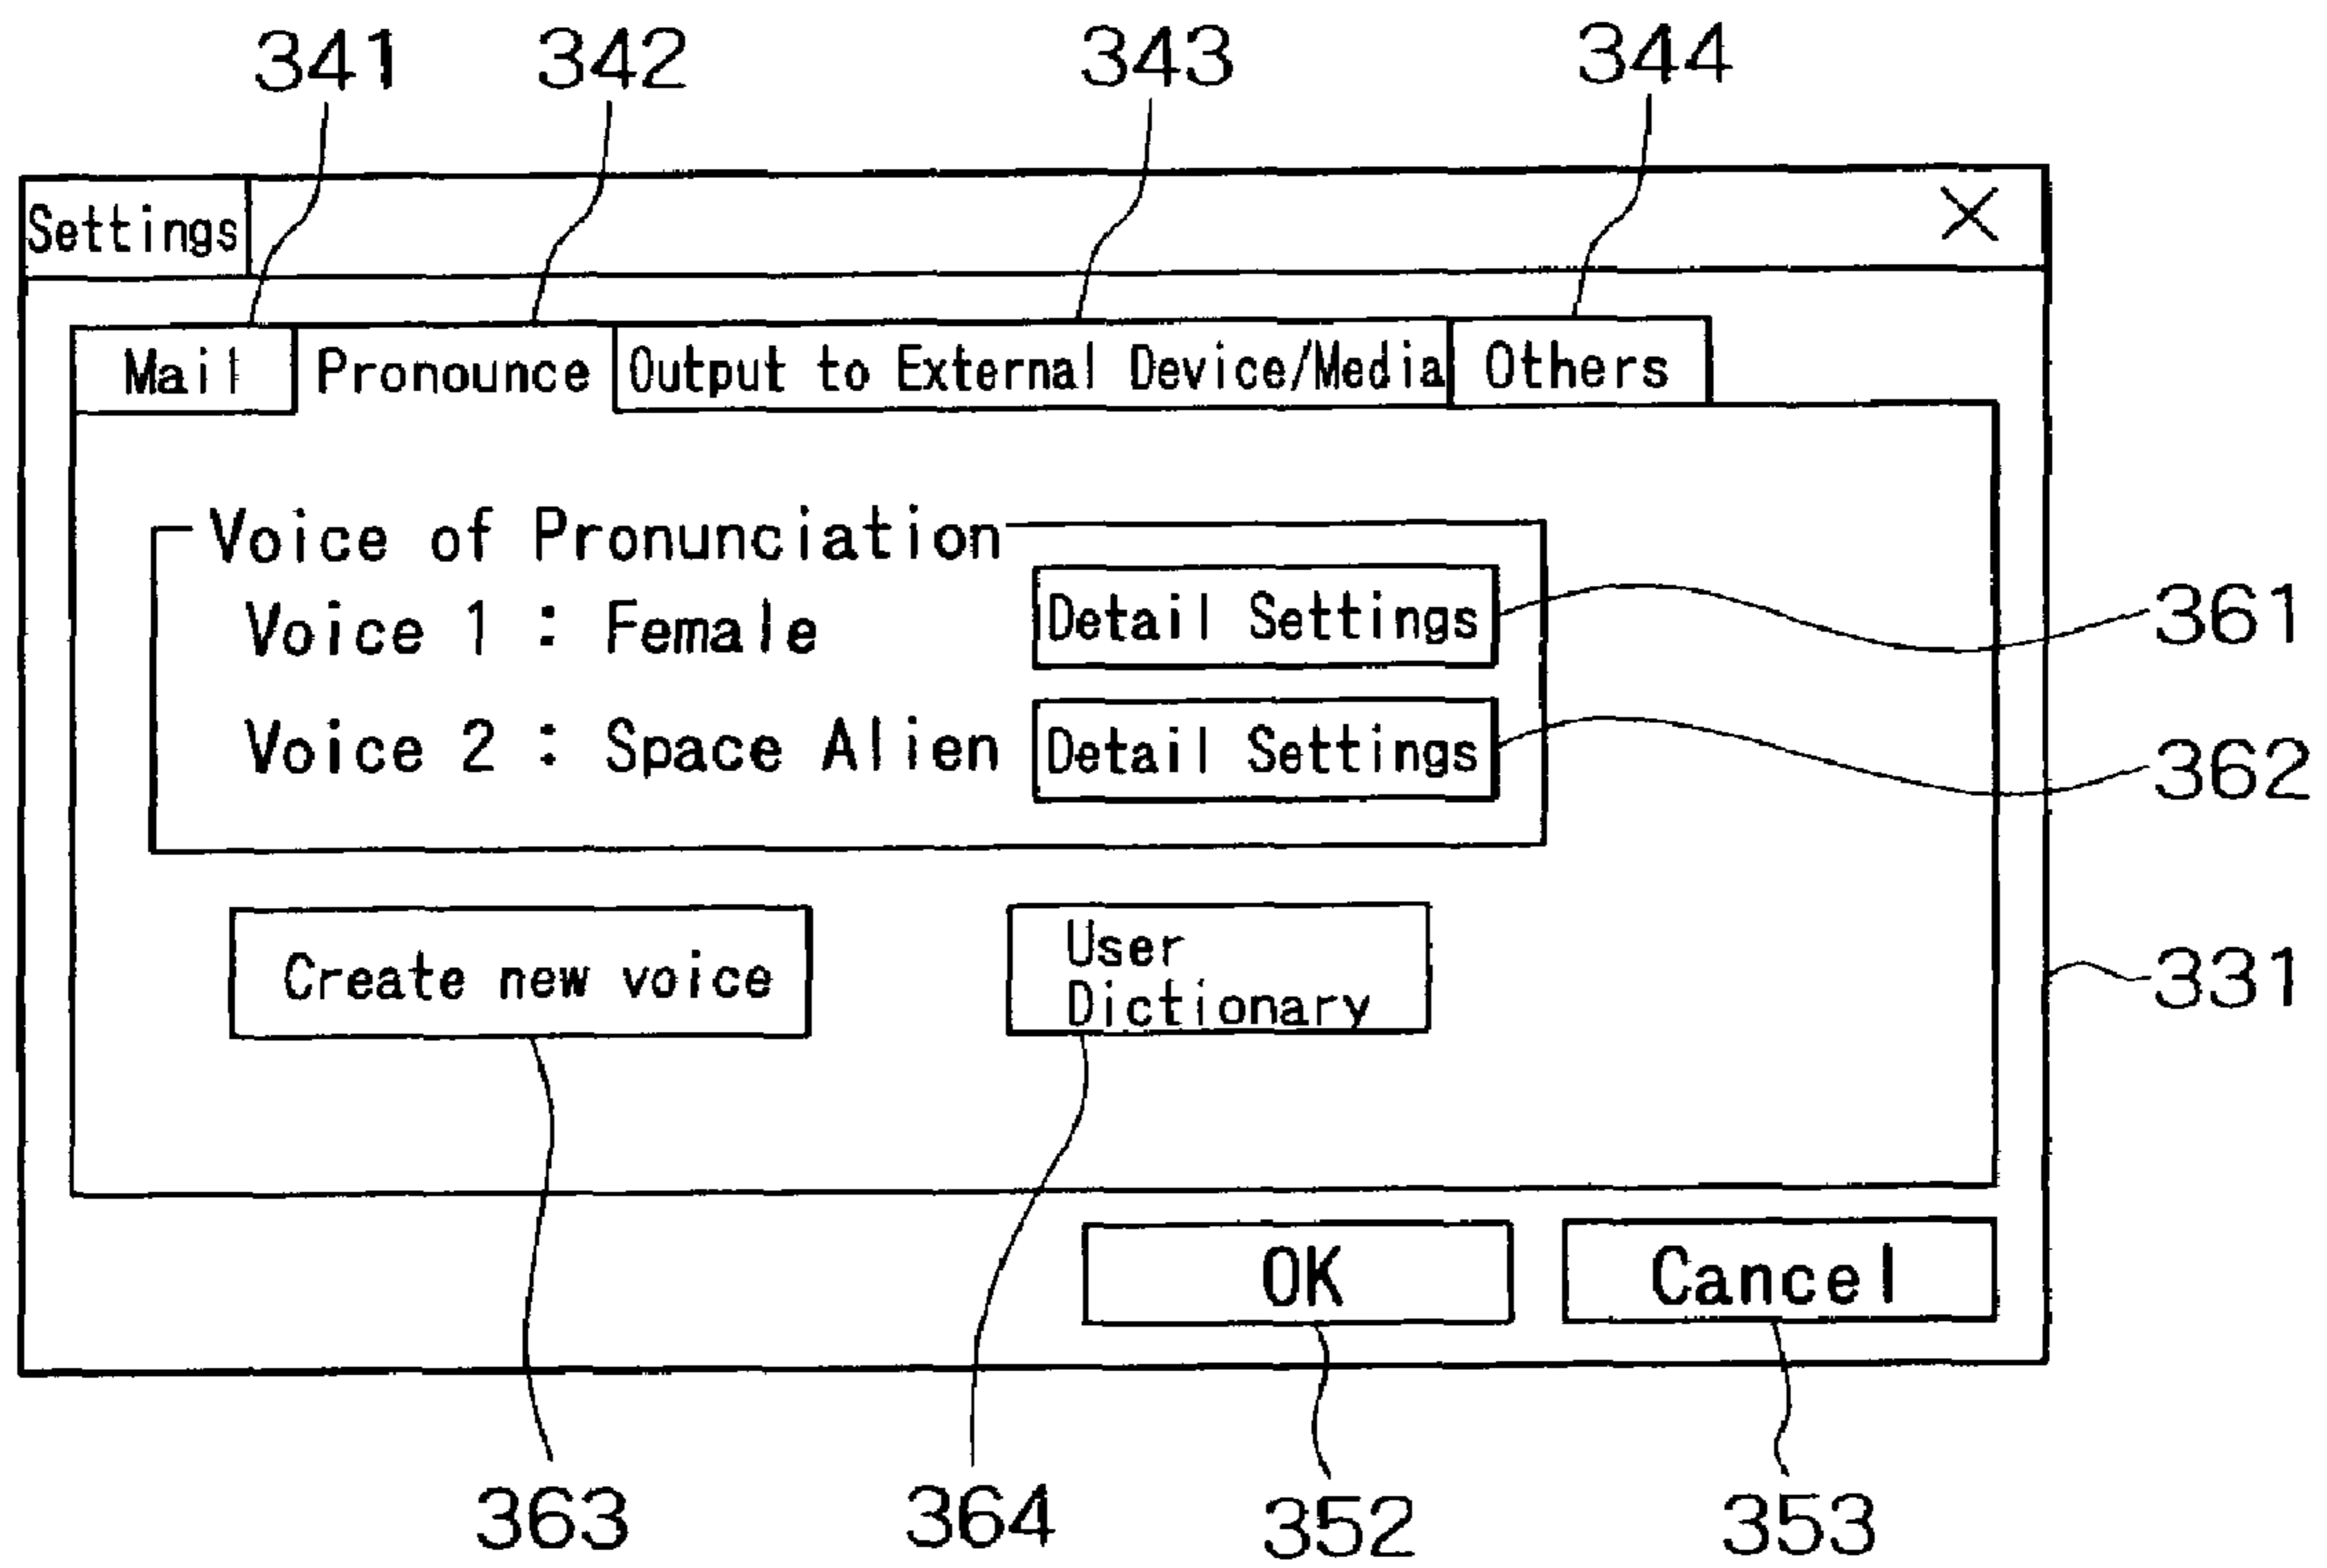 341 342 343 344
Settings ×
Mail Pronounce Output to External Device/Media Others
Voice of Pronunciation
Voice 1 : Female Detail Settings 361
Voice 2 : Space Alien Detail Settings 362
Create new voice
User
Dictionary
331
OK Cancel
363 364 352 353